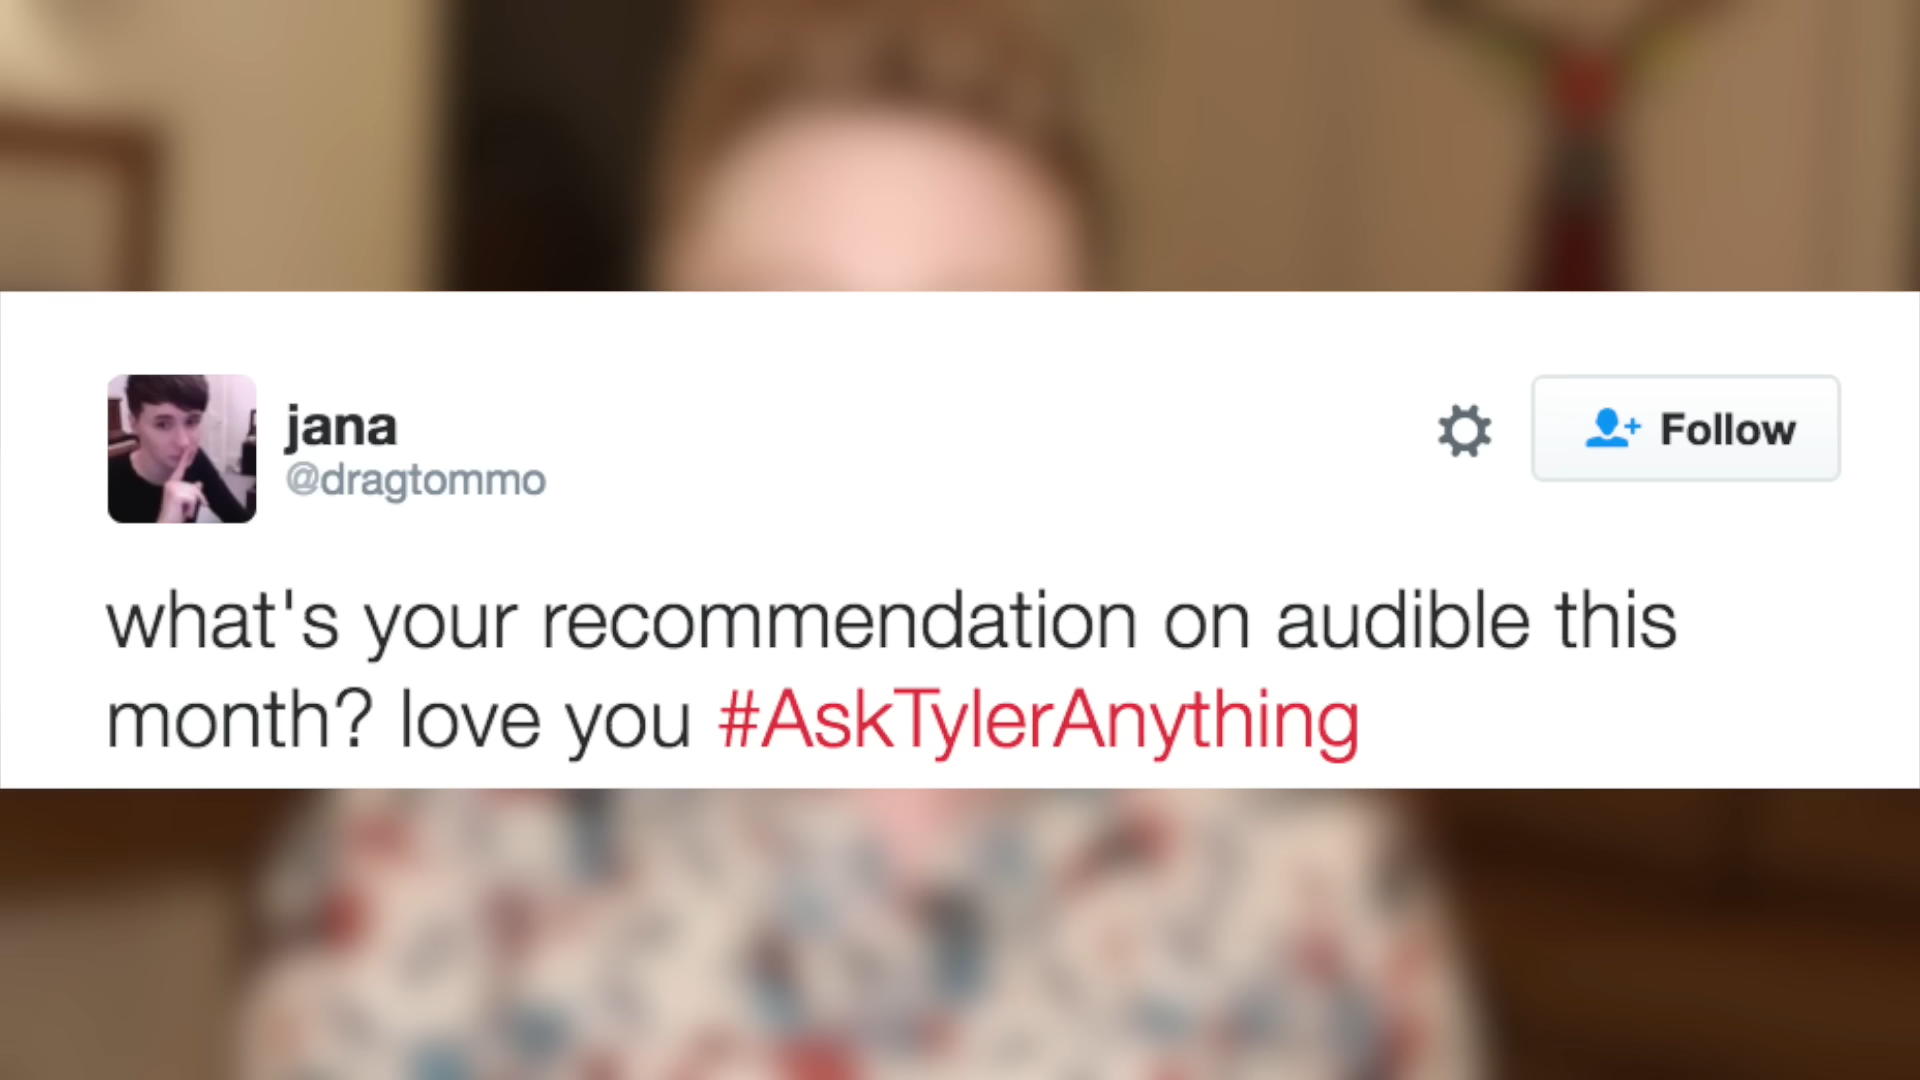 jana
@dragtommo
Follow
what's your recommendation on audible this
month? love you #AskTylerAnything